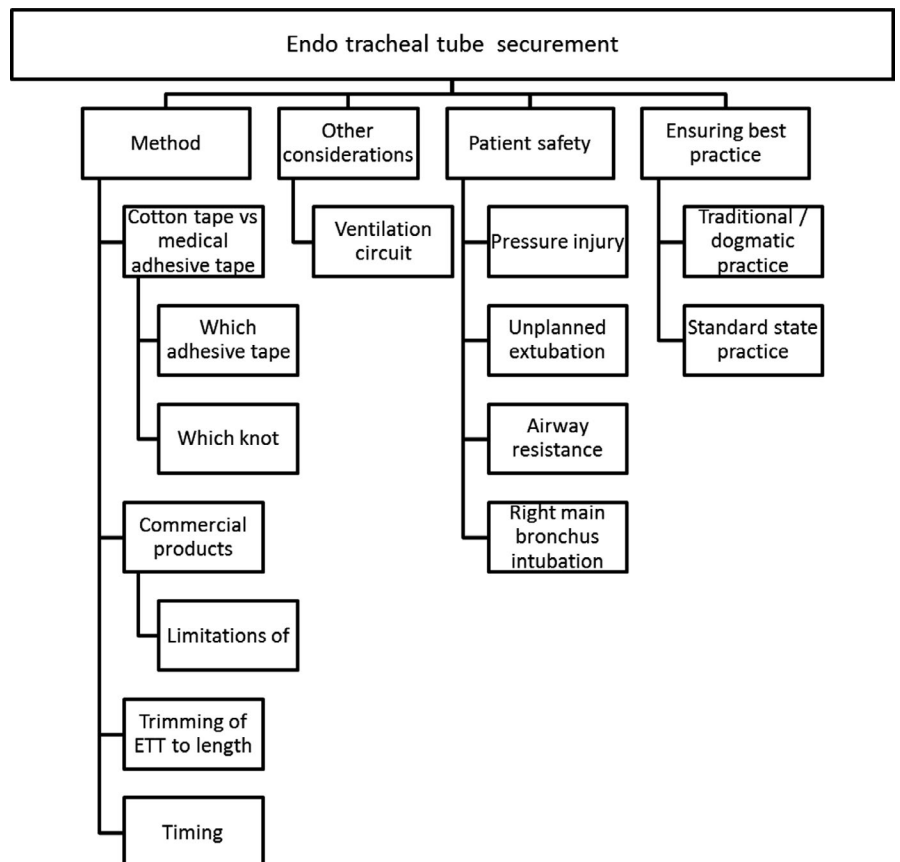 Endo tracheal tube securement
Method
Other
considerations
Patient safety
Ensuring best
practice
Cotton tape vs
medical
adhesive tape
Which
adhesive tape
Which knot
Commercial
products
Limitations of
Trimming of
ETT to length
Timing
Ventilation
circuit
Pressure injury
Unplanned
extubation
Airway
resistance
Right main
bronchus
intubation
Traditional /
dogmatic
practice
Standard state
practice